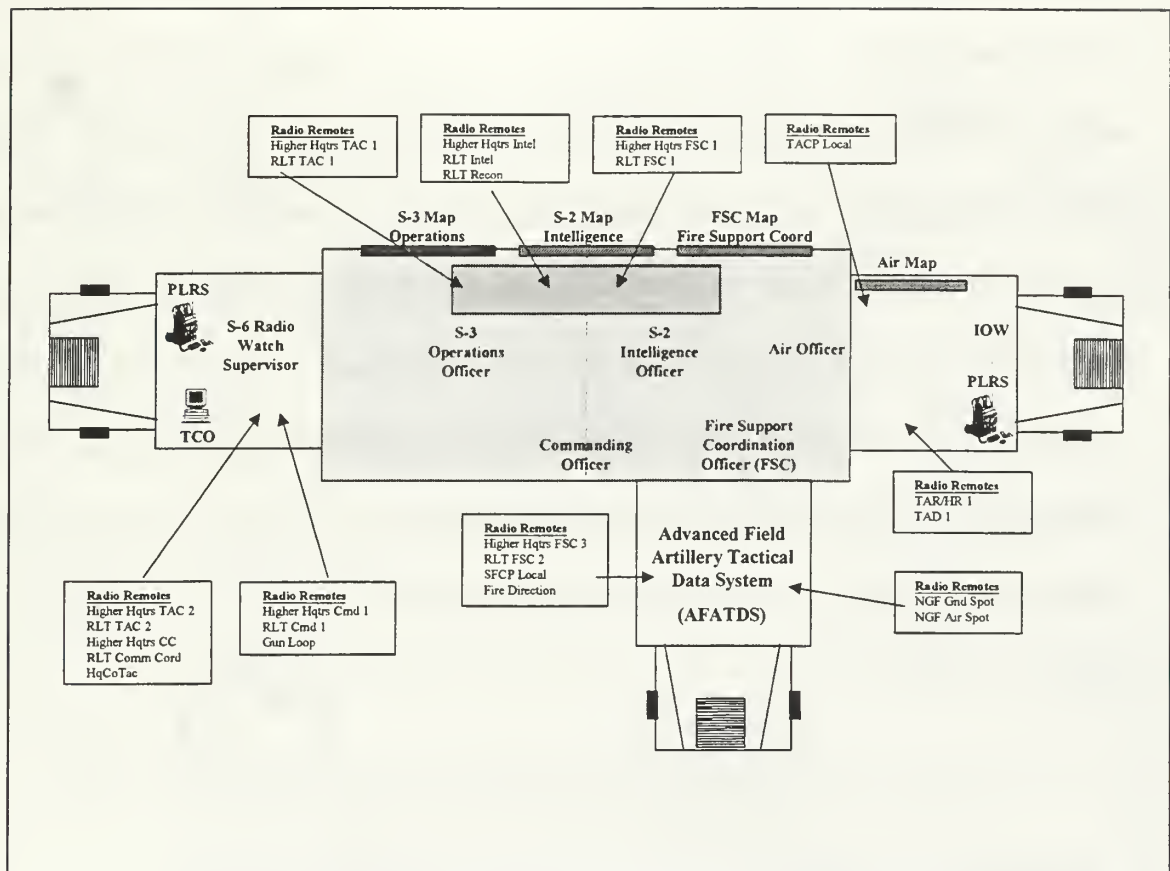 Radio Remotes
Higher Hqtrs TAC 1
RLT TAC 1
Radio Remotes
Higher Hqtrs Intel
RLT Intel
RLT Recon
Radio Remotes
Higher Hqtrs FSC 1
RLT FSC 1
Radio Remotes
TACP Local
S-3 Map
Operations
S-2 Map
Intelligence
FSC Map
Fire Support Coord
Air Map
PLRS
S-6 Radio
Watch
Supervisor
TCO
S-3
Operations
Officer
S-2
Intelligence
Officer
Air Officer
IOW
PLRS
Commanding
Officer
Fire Support
Coordination
Officer (FSC)
Radio Remotes
TAR/HR 1
TAD 1
Radio Remotes
Higher Hqtrs FSC 3
RLT FSC 2
SFCP Local
Fire Direction
Advanced Field
Artillery Tactical
Data System
(AFATDS)
Radio Remotes
NGF Gnd Spot
NGF Air Spot
Radio Remotes
Higher Hqtrs TAC 2
RLT TAC 2
Higher Hqtrs CC
RLT Comm Cord
HqCoTac
Radio Remotes
Higher Hqtrs Cmd 1
RLT Cmd 1
Gun Loop